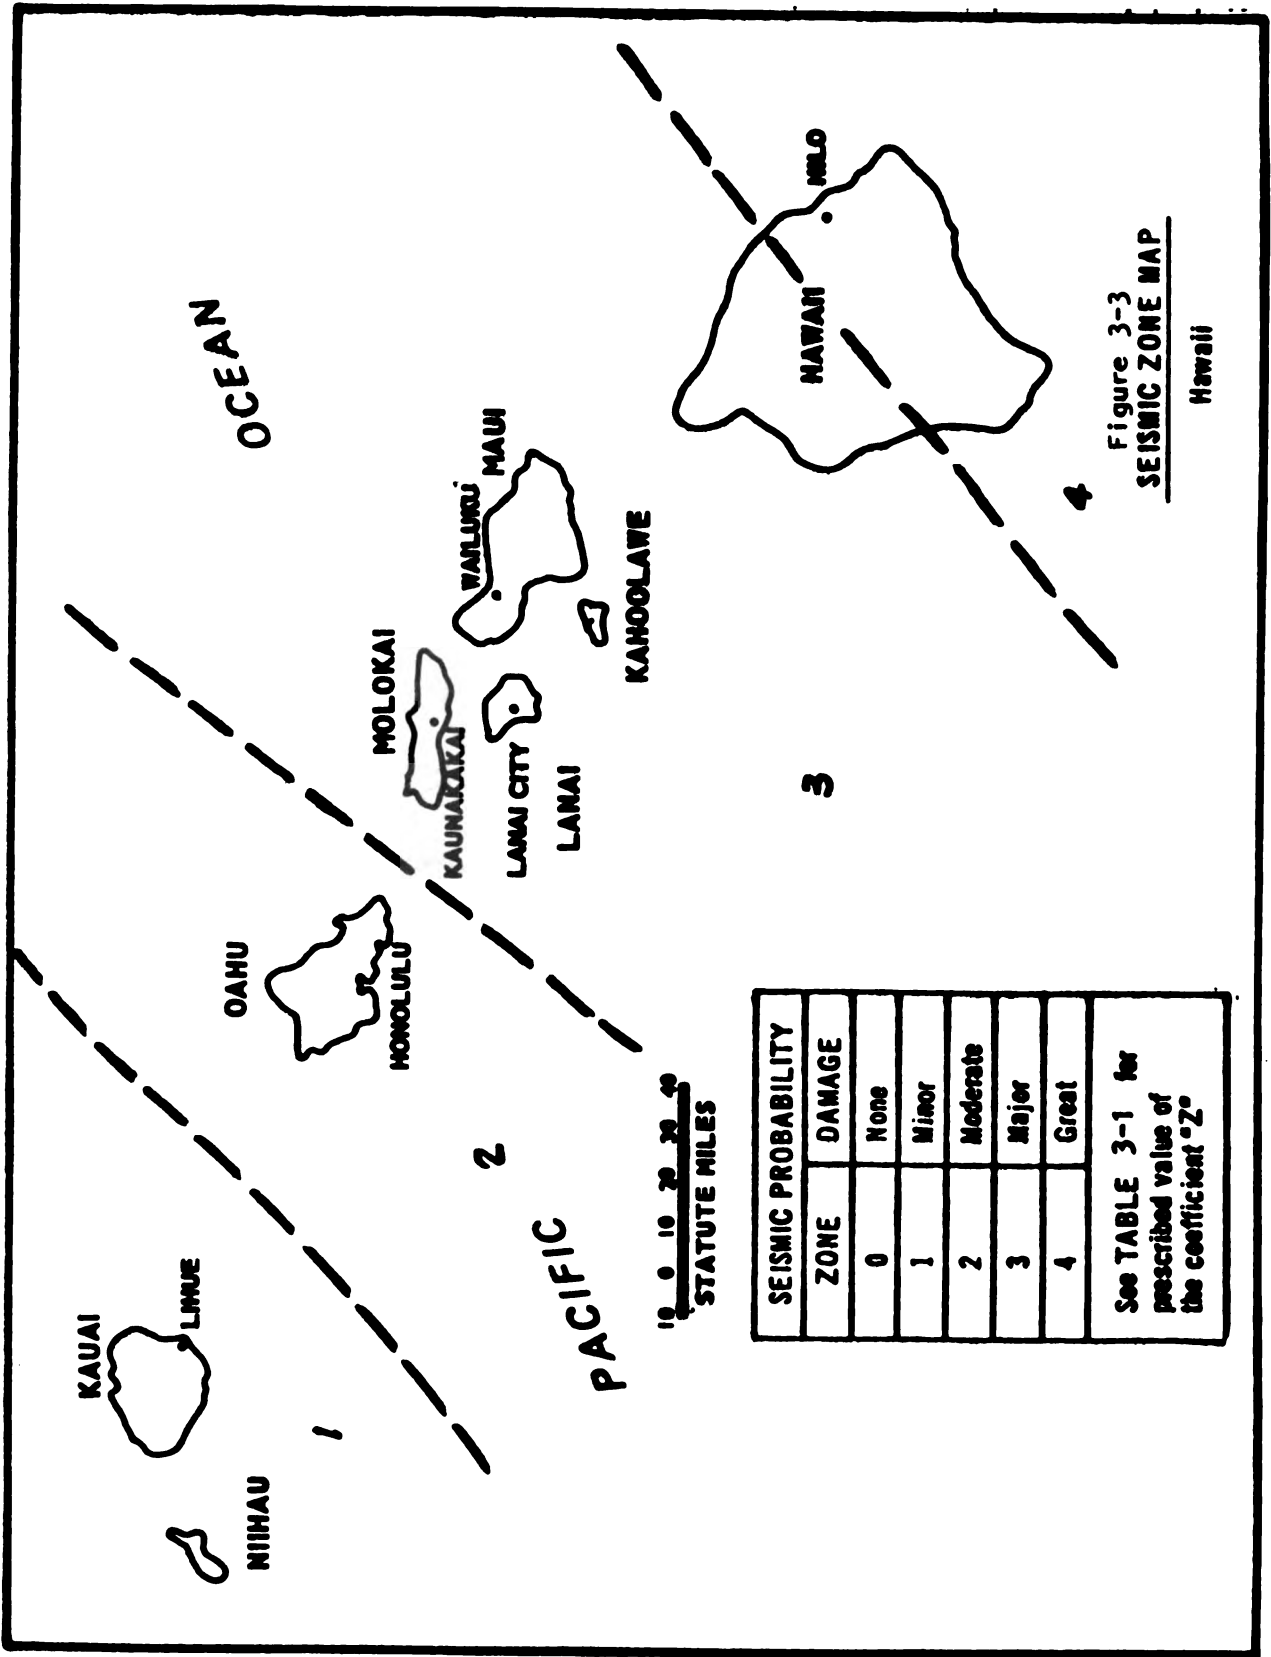 KAUAI
LIHUE
NIIHAU
1
OAHU
HONOLULU
2
PACIFIC
OCEAN
MOLOKAI
KAUNAKAKAI
LANAI CITY
LANAI
WAILUKU
MAUI
KAHOOLAWE
3
HAWAII
HILO
4
10 0 10 20 30 40
STATUTE MILES
SEISMIC PROBABILITY
ZONE DAMAGE
0 None
1 Minor
2 Moderate
3 Major
4 Great
See TABLE 3-1 for
prescribed value of
the coefficient "Z"
Figure 3-3
SEISMIC ZONE MAP
Hawaii